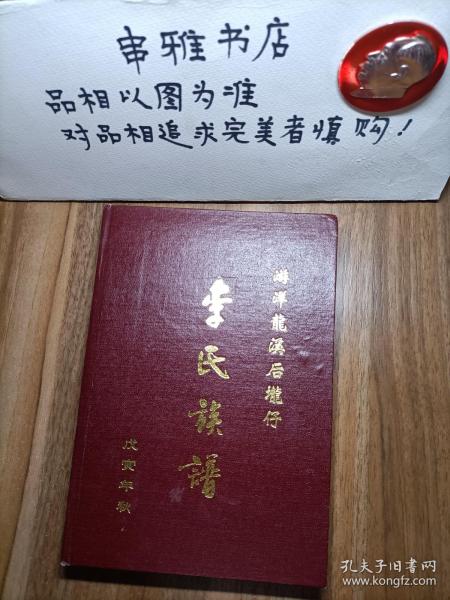 串雅书店
品相以图为准
对品相追求完美者慎购！
海澄龍溪后壠仔
李氏族譜
戊寅年秋
孔夫子旧书网
www.kongfz.com